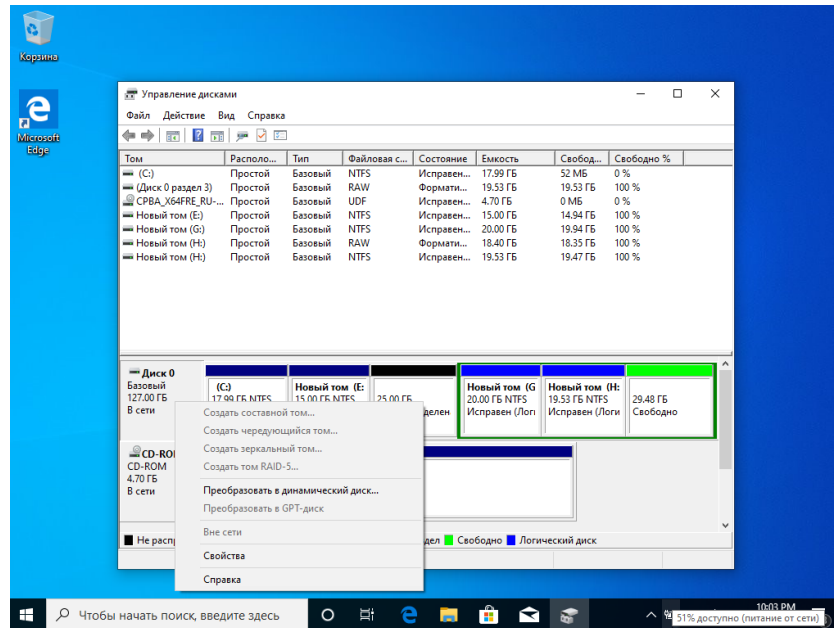 Корзина
Microsoft
Edge
Управление дисками
Файл Действие Вид Справка
Том Располо... Тип Файловая с... Состояние Емкость Свобод... Свободно %
(C:) Простой Базовый NTFS Исправен... 17.99 ГБ 52 МБ 0 %
(Диск 0 раздел 3) Простой Базовый RAW Формати... 19.53 ГБ 19.53 ГБ 100 %
CPBA_X64FRE_RU-... Простой Базовый UDF Исправен... 4.70 ГБ 0 МБ 0 %
Новый том (E:) Простой Базовый NTFS Исправен... 15.00 ГБ 14.94 ГБ 100 %
Новый том (G:) Простой Базовый NTFS Исправен... 20.00 ГБ 19.94 ГБ 100 %
Новый том (H:) Простой Базовый RAW Формати... 18.40 ГБ 18.35 ГБ 100 %
Новый том (H:) Простой Базовый NTFS Исправен... 19.53 ГБ 19.47 ГБ 100 %
Диск 0
Базовый
127.00 ГБ
В сети
(C:)
17.99 ГБ NTFS
Новый том (E:
15.00 ГБ NTFS
25.00 ГБ
делен
Новый том (G
20.00 ГБ NTFS
Исправен (Логи
Новый том (H:
19.53 ГБ NTFS
Исправен (Логи
29.48 ГБ
Свободно
Создать составной том...
Создать чередующийся том...
Создать зеркальный том...
Создать том RAID-5...
Преобразовать в динамический диск...
Преобразовать в GPT-диск
Вне сети
Свойства
Справка
CD-RO
CD-ROM
4.70 ГБ
В сети
Не расп
дел Свободно Логический диск
Чтобы начать поиск, введите здесь
10:03 PM
51% доступно (питание от сети)